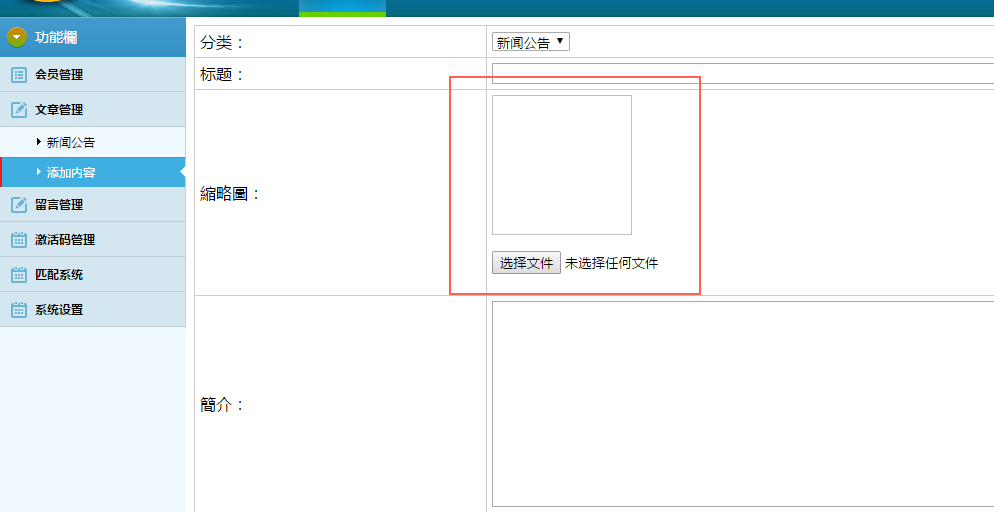 功能欄
会员管理
文章管理
新闻公告
添加内容
留言管理
激活码管理
匹配系统
系统设置
分类：
新闻公告
标题：
縮略圖：
选择文件 未选择任何文件
簡介：